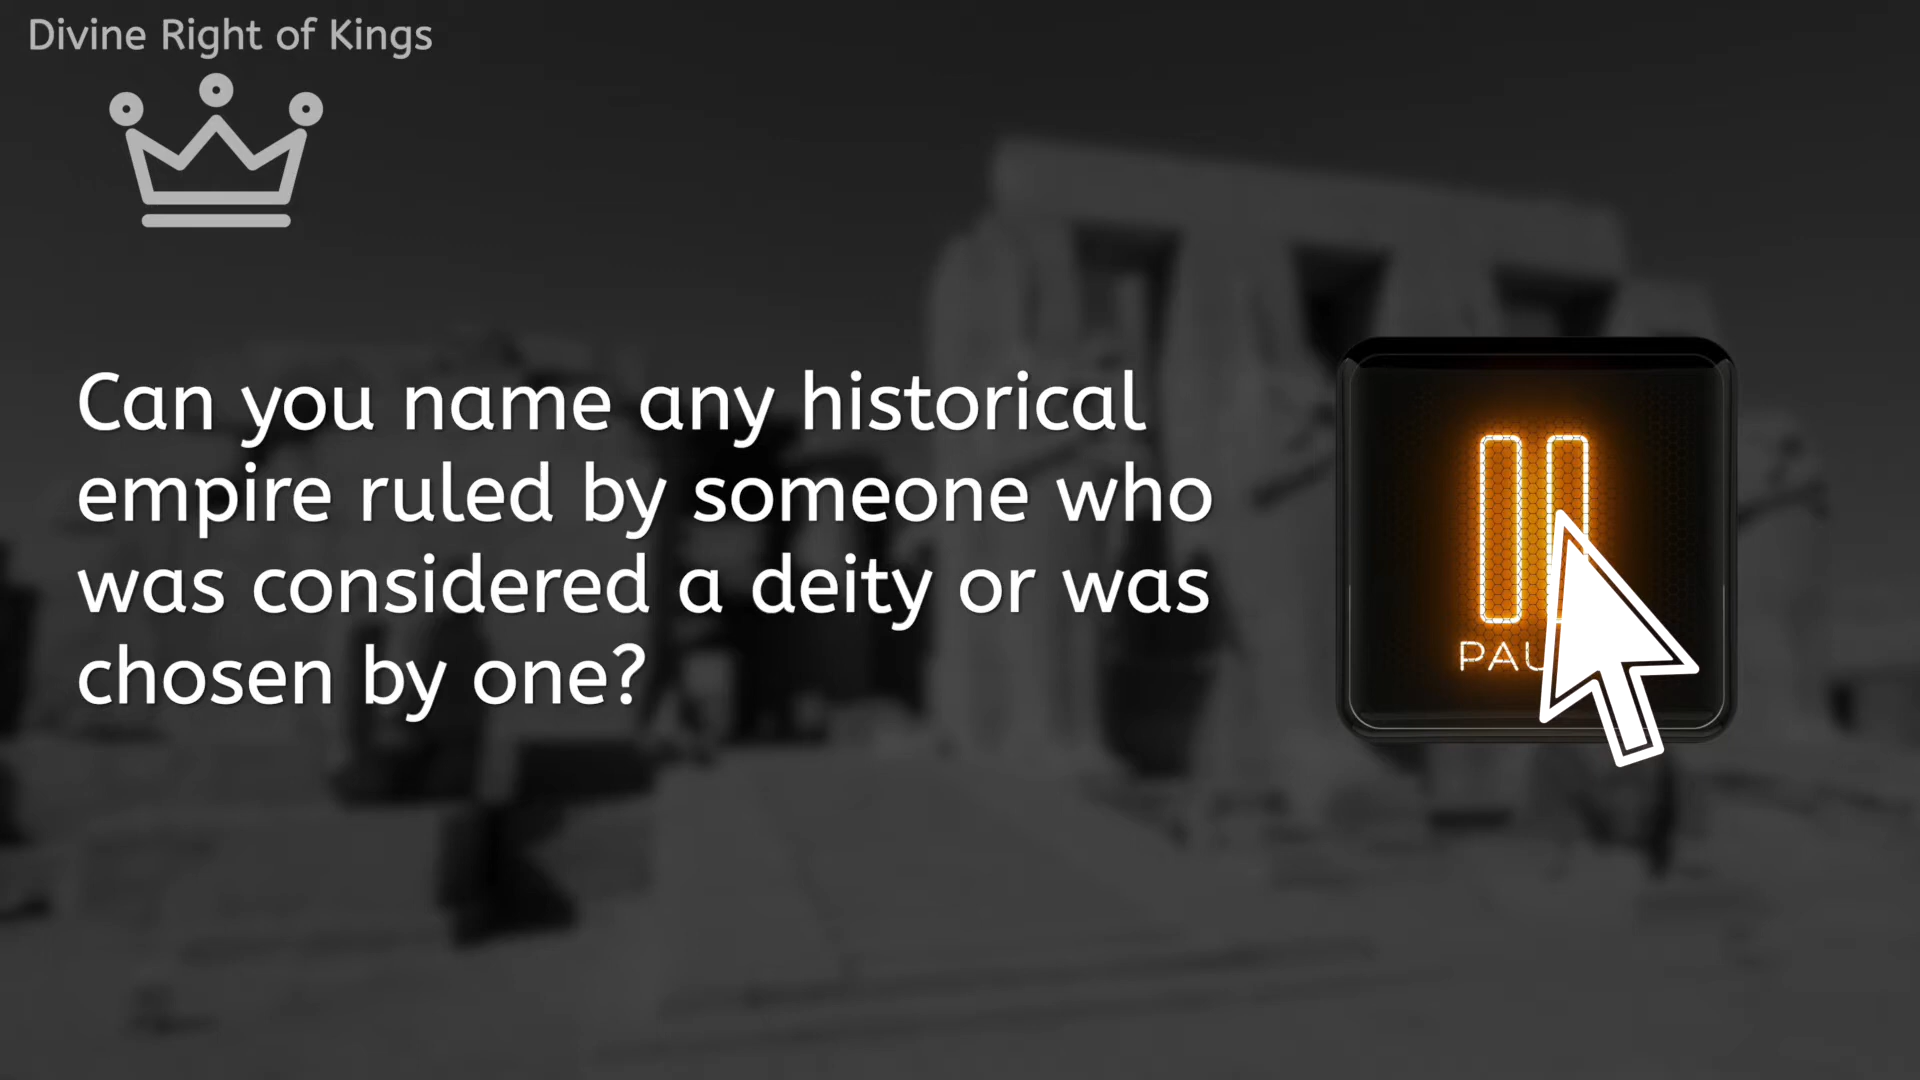 Divine Right of Kings
Can you name any historical
empire ruled by someone who
was considered a deity or was
chosen by one?